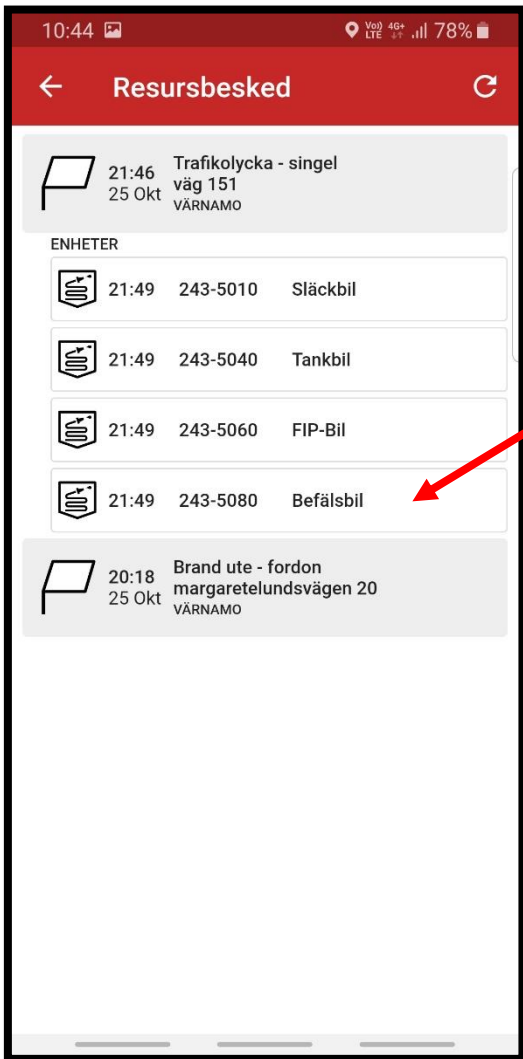 10:44 Vo)) LTE 4G+ 78%
Resursbesked
21:46 Trafikolycka - singel
25 Okt väg 151
VÄRNAMO
ENHETER
21:49 243-5010 Släckbil
21:49 243-5040 Tankbil
21:49 243-5060 FIP-Bil
21:49 243-5080 Befälsbil
20:18 Brand ute - fordon
25 Okt margaretelundsvägen 20
VÄRNAMO